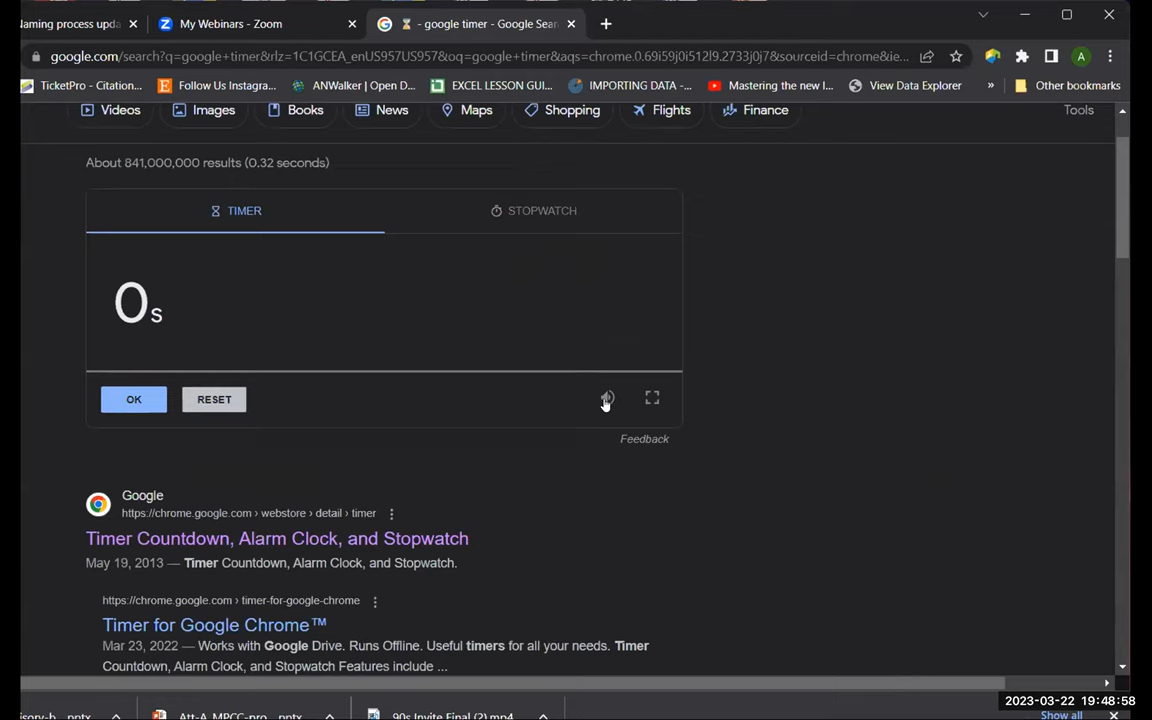 Naming process upda
My Webinars - Zoom
⌛ - google timer - Google Sear
google.com/search?q=google+timer&rlz=1C1GCEA_enUS957US957&oq=google+timer&aqs=chrome.0.69i59j0i512l9.2733j0j7&sourceid=chrome&ie...
TicketPro - Citation...
Follow Us Instagra...
ANWalker | Open D...
EXCEL LESSON GUI...
IMPORTING DATA -...
Mastering the new I...
View Data Explorer
»
Other bookmarks
Videos
Images
Books
News
Maps
Shopping
Flights
Finance
Tools
About 841,000,000 results (0.32 seconds)
TIMER
STOPWATCH
0s
OK
RESET
Feedback
Google
https://chrome.google.com › webstore › detail › timer
Timer Countdown, Alarm Clock, and Stopwatch
May 19, 2013 — Timer Countdown, Alarm Clock, and Stopwatch.
https://chrome.google.com › timer-for-google-chrome
Timer for Google Chrome™
Mar 23, 2022 — Works with Google Drive. Runs Offline. Useful timers for all your needs. Timer
Countdown, Alarm Clock, and Stopwatch Features include ...
2023-03-22 19:48:58
isory-b...pptx
Att-A MPCC-pro...pptx
90s Invite Final (2).mp4
Show all